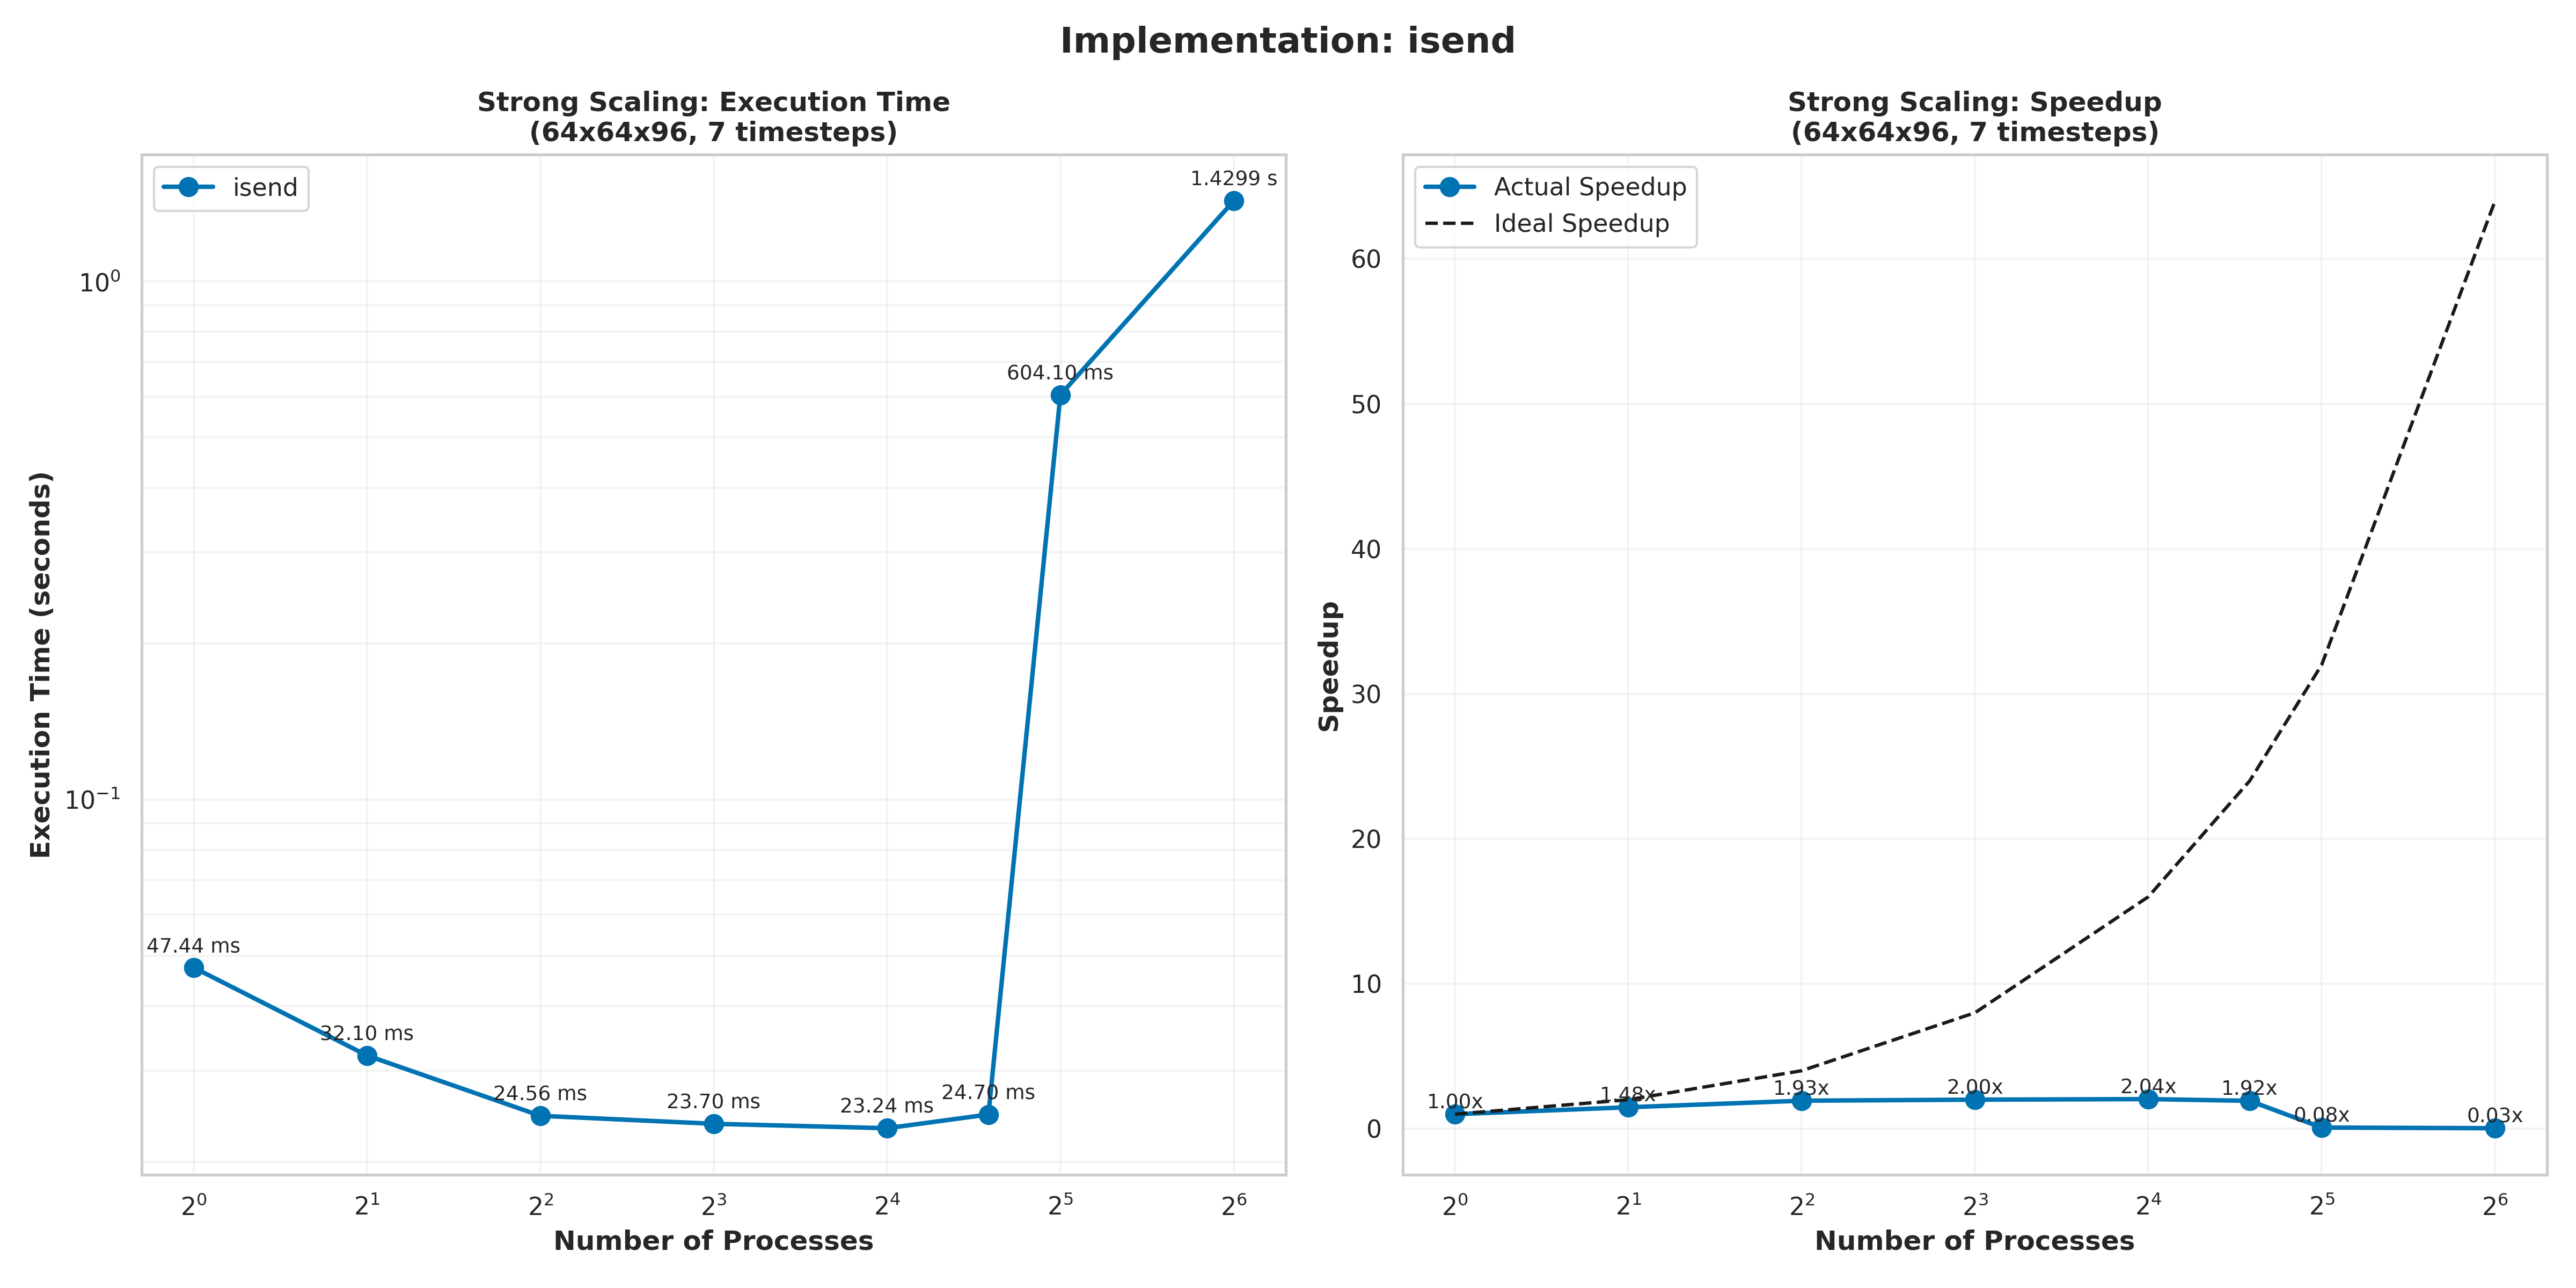 Implementation: isend
Strong Scaling: Execution Time
(64x64x96, 7 timesteps)
isend
Execution Time (seconds)
10⁰
10⁻¹
47.44 ms
32.10 ms
24.56 ms
23.70 ms
23.24 ms
24.70 ms
604.10 ms
1.4299 s
2⁰
2¹
2²
2³
2⁴
2⁵
2⁶
Number of Processes
Strong Scaling: Speedup
(64x64x96, 7 timesteps)
Actual Speedup
Ideal Speedup
Speedup
60
50
40
30
20
10
0
1.00x
1.48x
1.93x
2.00x
2.04x
1.92x
0.08x
0.03x
2⁰
2¹
2²
2³
2⁴
2⁵
2⁶
Number of Processes